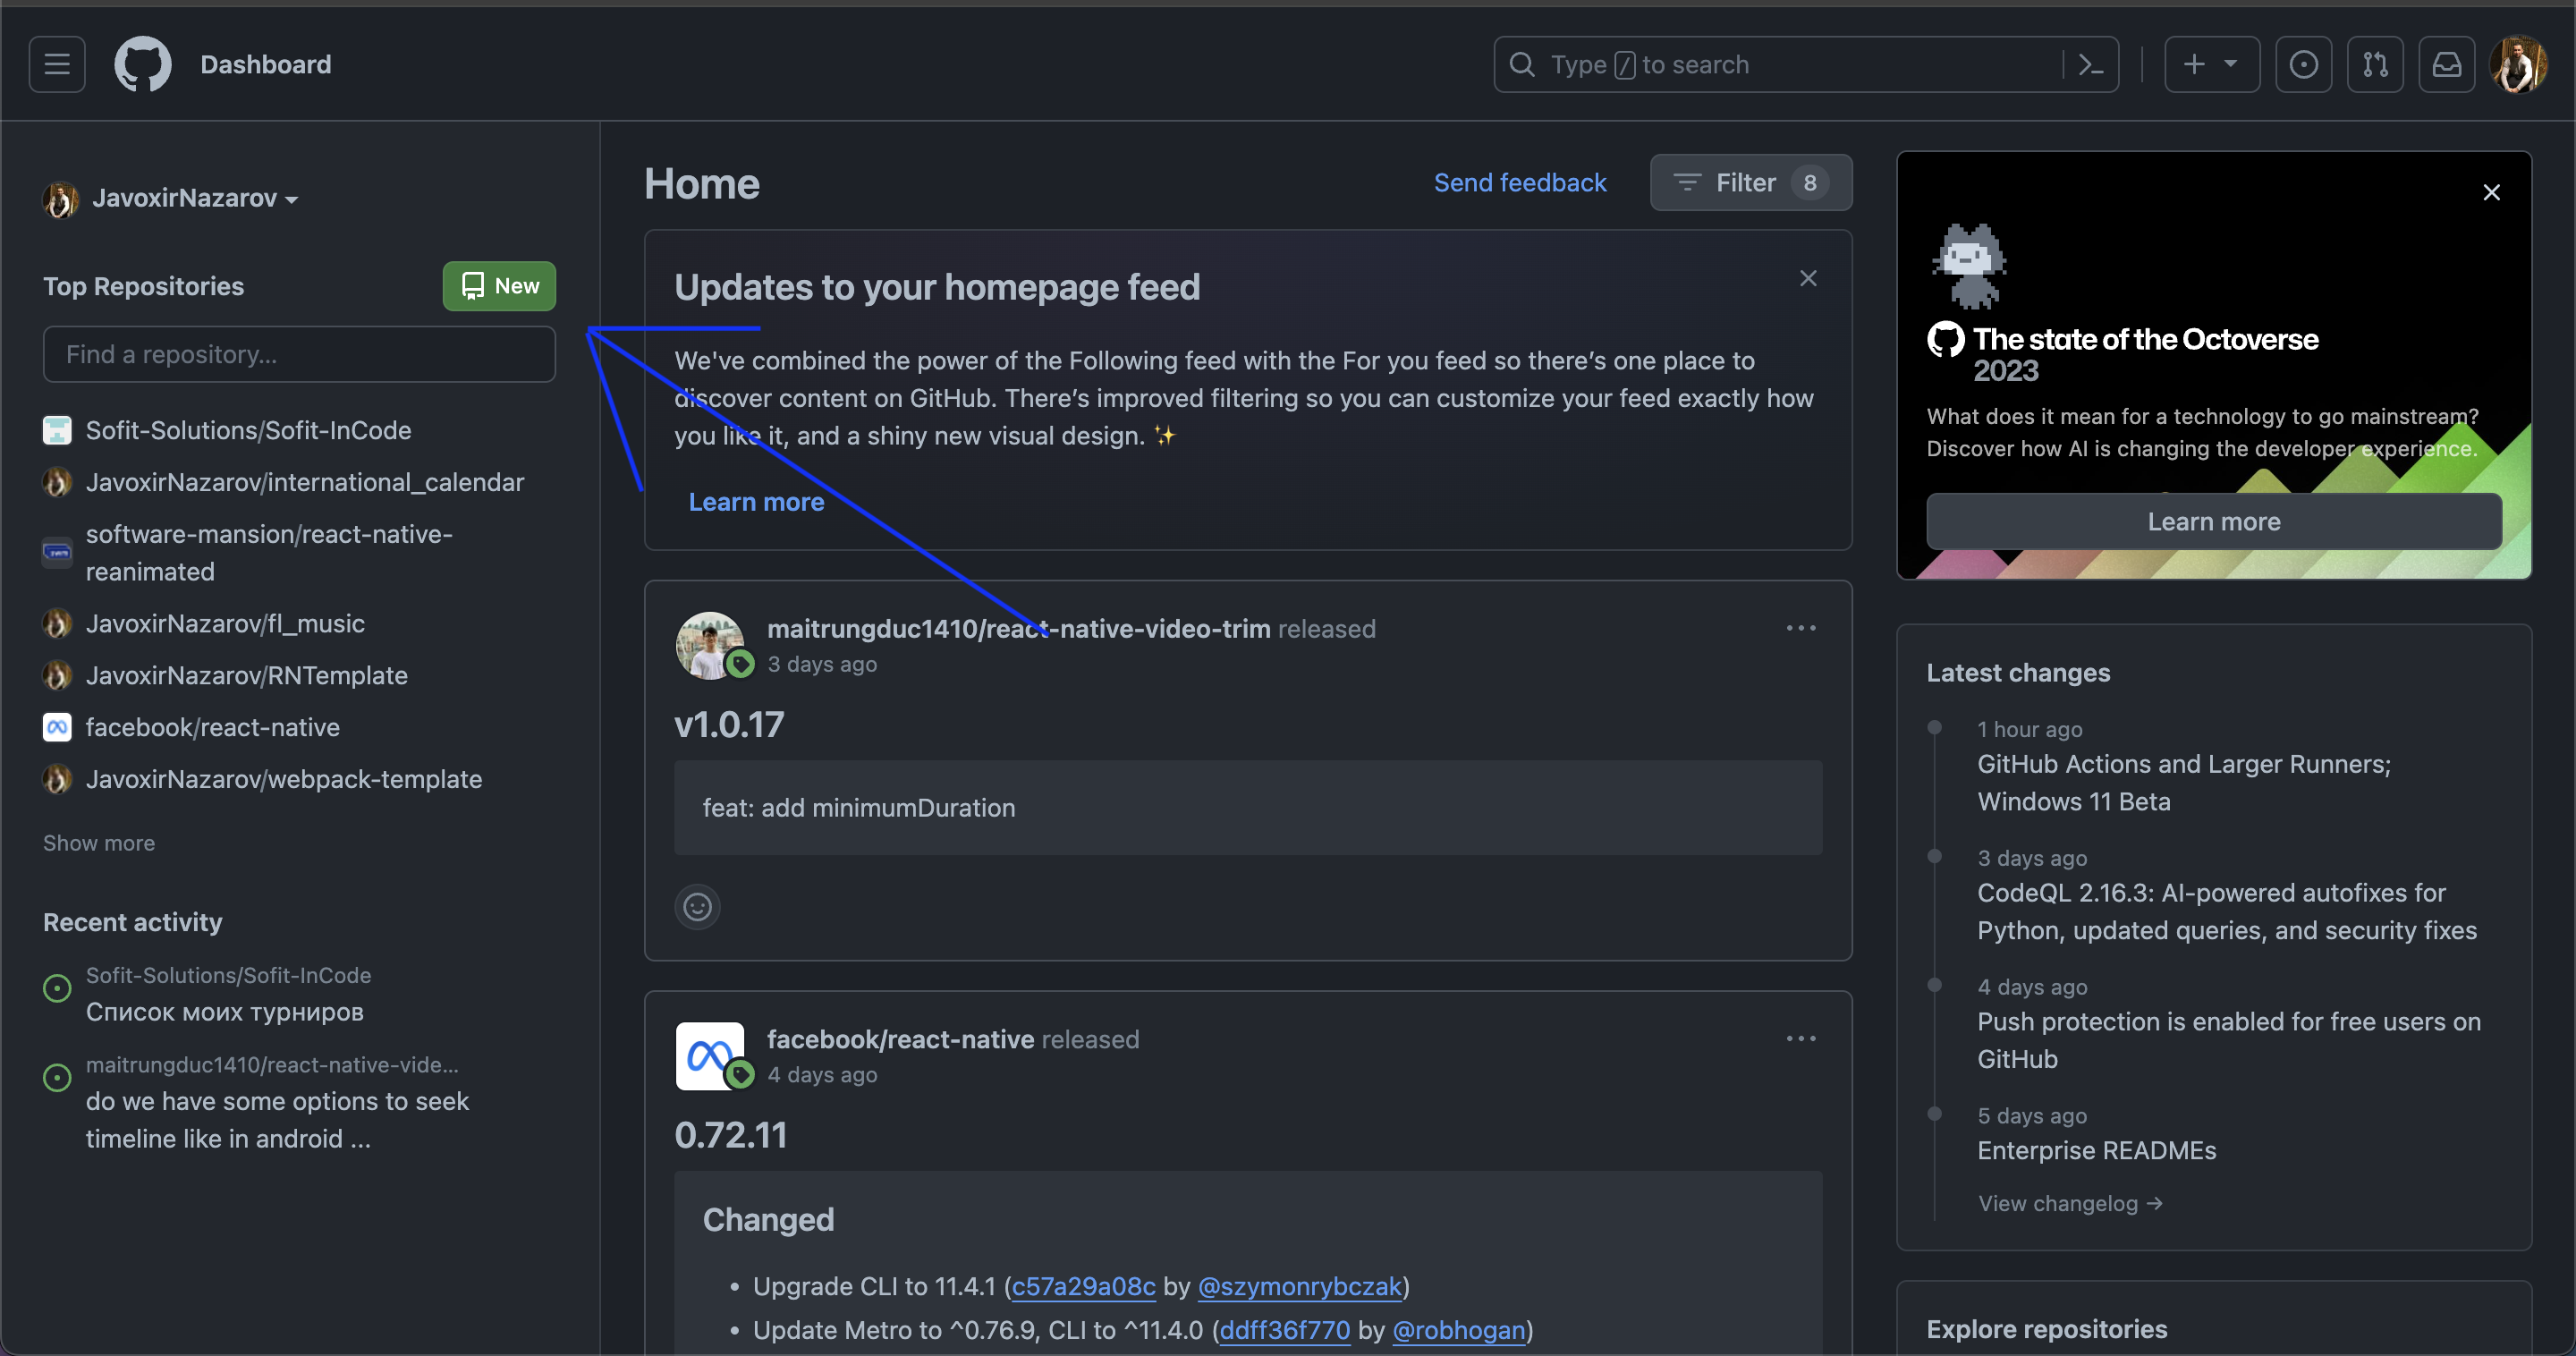 Dashboard
Type / to search
JavoxirNazarov
Top Repositories
New
Find a repository...
Sofit-Solutions/Sofit-InCode
JavoxirNazarov/international_calendar
software-mansion/react-native-
reanimated
JavoxirNazarov/fl_music
JavoxirNazarov/RNTemplate
facebook/react-native
JavoxirNazarov/webpack-template
Show more
Recent activity
Sofit-Solutions/Sofit-InCode
Список моих турниров
maitrungduc1410/react-native-vide...
do we have some options to seek
timeline like in android ...
Home
Send feedback
Filter 8
Updates to your homepage feed
We've combined the power of the Following feed with the For you feed so there’s one place to
discover content on GitHub. There’s improved filtering so you can customize your feed exactly how
you like it, and a shiny new visual design. ✨
Learn more
maitrungduc1410/react-native-video-trim released
3 days ago
v1.0.17
feat: add minimumDuration
facebook/react-native released
4 days ago
0.72.11
Changed
• Upgrade CLI to 11.4.1 (c57a29a08c by @szymonrybczak)
• Update Metro to ^0.76.9, CLI to ^11.4.0 (ddff36f770 by @robhogan)
The state of the Octoverse
2023
What does it mean for a technology to go mainstream?
Discover how AI is changing the developer experience.
Learn more
Latest changes
1 hour ago
GitHub Actions and Larger Runners;
Windows 11 Beta
3 days ago
CodeQL 2.16.3: AI-powered autofixes for
Python, updated queries, and security fixes
4 days ago
Push protection is enabled for free users on
GitHub
5 days ago
Enterprise READMEs
View changelog →
Explore repositories